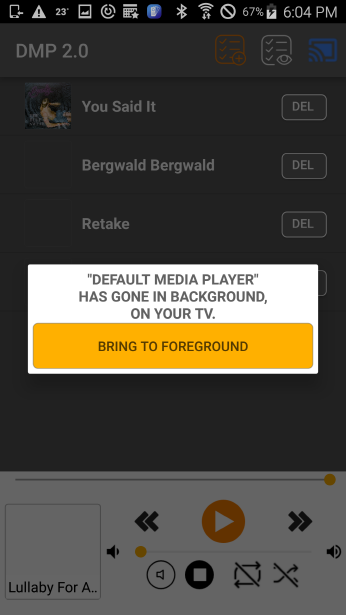 23°
67%
6:04 PM
DMP 2.0
You Said It
DEL
Bergwald Bergwald
DEL
Retake
DEL
"DEFAULT MEDIA PLAYER"
HAS GONE IN BACKGROUND,
ON YOUR TV.
BRING TO FOREGROUND
Lullaby For A..